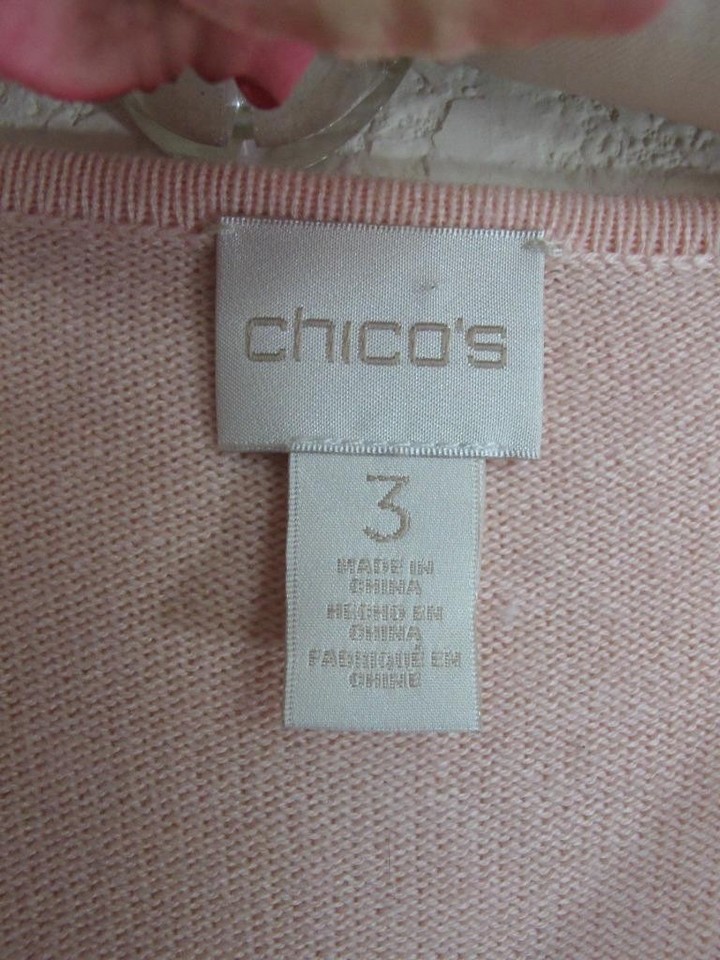 chico's
3
MADE IN
CHINA
HECHO EN
CHINA
FABRIQUÉ EN
CHINE